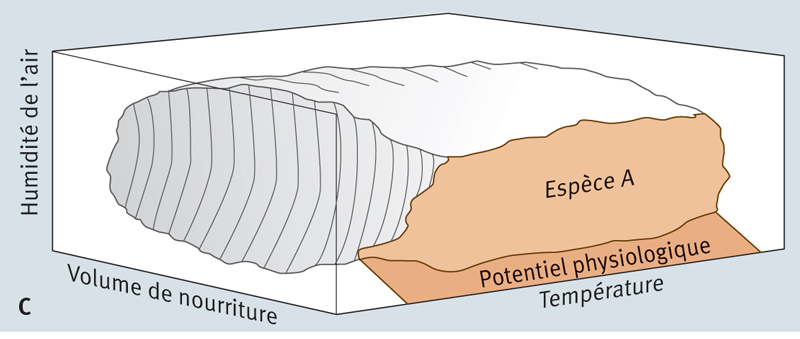 Humidité de l'air
Espèce A
Potentiel physiologique
Température
Volume de nourriture
C